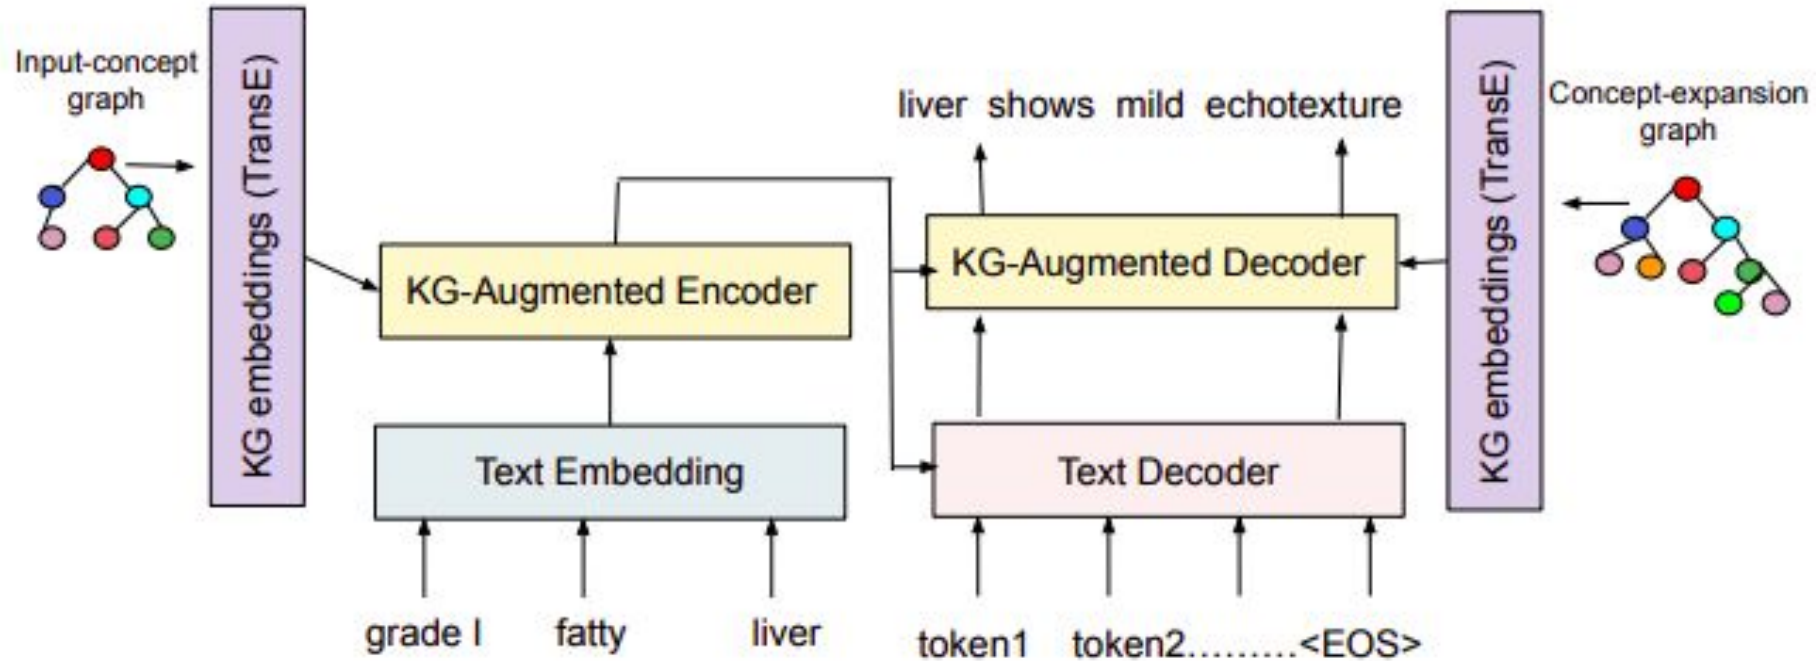 Input-concept
graph
KG embeddings (TransE)
liver shows mild echotexture
KG embeddings (TransE)
Concept-expansion
graph
KG-Augmented Encoder
KG-Augmented Decoder
Text Embedding
Text Decoder
grade I fatty liver
token1 token2.........<EOS>